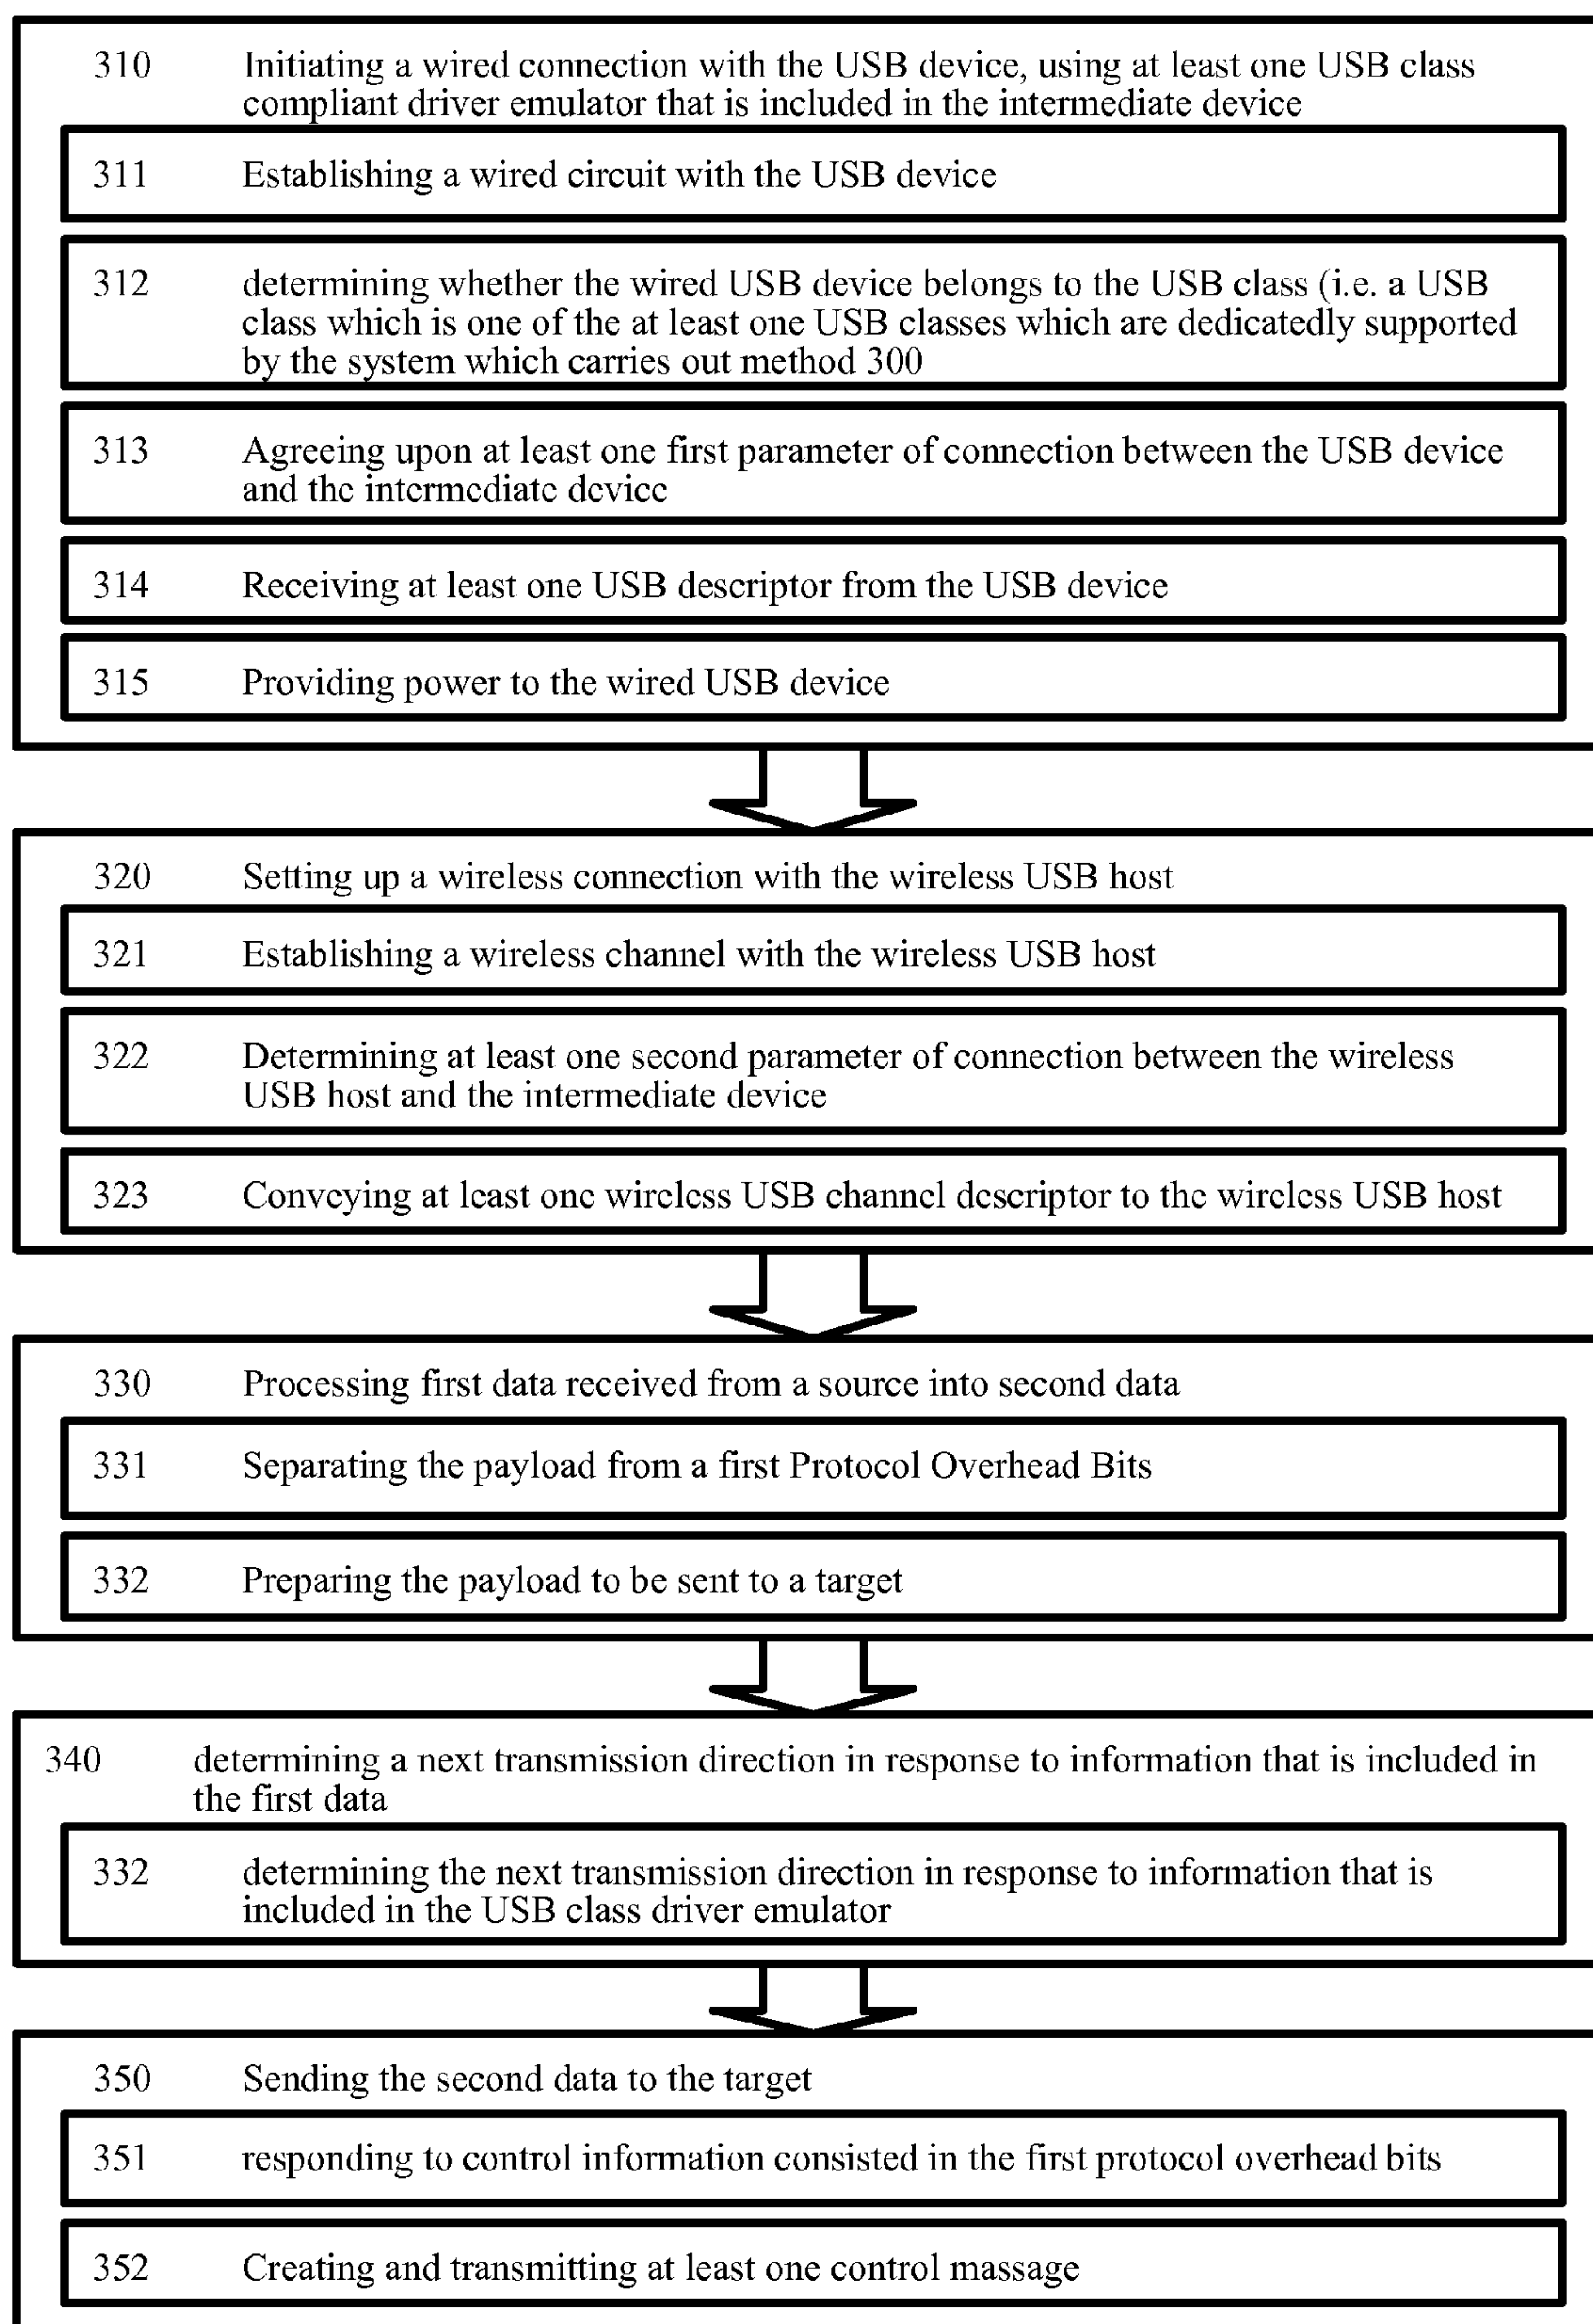 310 Initiating a wired connection with the USB device, using at least one USB class
compliant driver emulator that is included in the intermediate device
311 Establishing a wired circuit with the USB device
312 determining whether the wired USB device belongs to the USB class (i.e. a USB
class which is one of the at least one USB classes which are dedicatedly supported
by the system which carries out method 300
313 Agreeing upon at least one first parameter of connection between the USB device
and the intermediate device
314 Receiving at least one USB descriptor from the USB device
315 Providing power to the wired USB device
320 Setting up a wireless connection with the wireless USB host
321 Establishing a wireless channel with the wireless USB host
322 Determining at least one second parameter of connection between the wireless
USB host and the intermediate device
323 Conveying at least one wireless USB channel descriptor to the wireless USB host
330 Processing first data received from a source into second data
331 Separating the payload from a first Protocol Overhead Bits
332 Preparing the payload to be sent to a target
340 determining a next transmission direction in response to information that is included in
the first data
332 determining the next transmission direction in response to information that is
included in the USB class driver emulator
350 Sending the second data to the target
351 responding to control information consisted in the first protocol overhead bits
352 Creating and transmitting at least one control massage